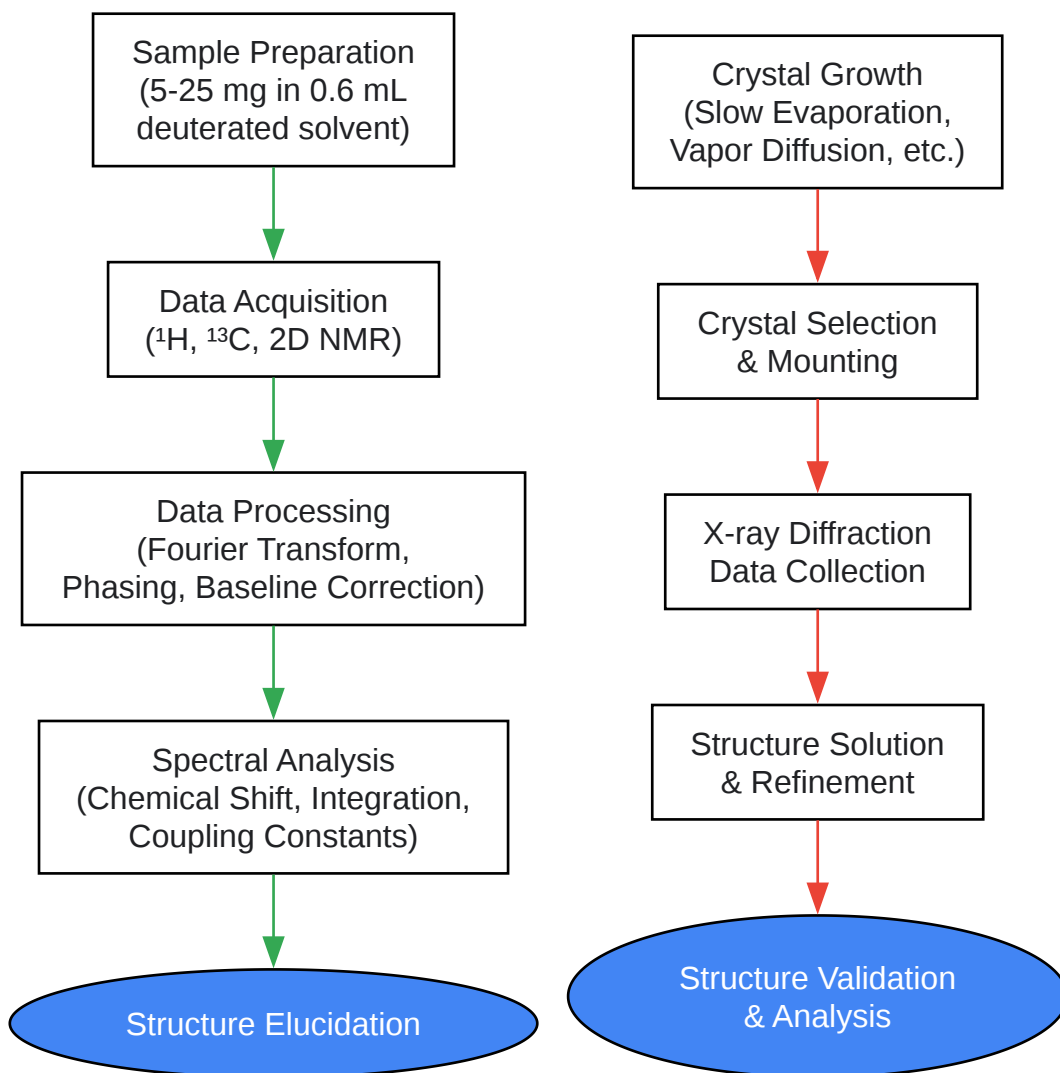 Sample Preparation
(5-25 mg in 0.6 mL
deuterated solvent)
Data Acquisition
(¹H, ¹³C, 2D NMR)
Data Processing
(Fourier Transform,
Phasing, Baseline Correction)
Spectral Analysis
(Chemical Shift, Integration,
Coupling Constants)
Structure Elucidation
Crystal Growth
(Slow Evaporation,
Vapor Diffusion, etc.)
Crystal Selection
& Mounting
X-ray Diffraction
Data Collection
Structure Solution
& Refinement
Structure Validation
& Analysis